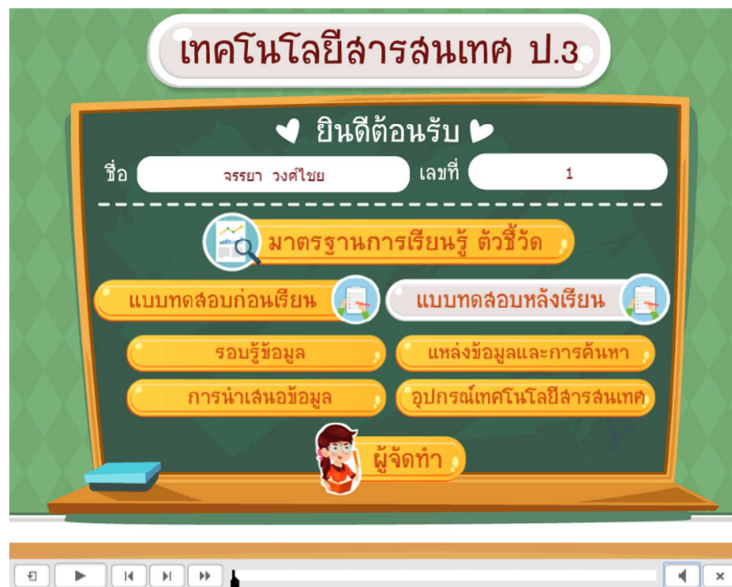 เทคโนโลยีสารสนเทศ ป.3
ยินดีต้อนรับ
ชื่อ จรรยา วงศ์ไชย เลขที่ 1
มาตรฐานการเรียนรู้ ตัวชี้วัด
แบบทดสอบก่อนเรียน แบบทดสอบหลังเรียน
รอบรู้ข้อมูล แหล่งข้อมูลและการค้นหา
การนำเสนอข้อมูล อุปกรณ์เทคโนโลยีสารสนเทศ
ผู้จัดทำ